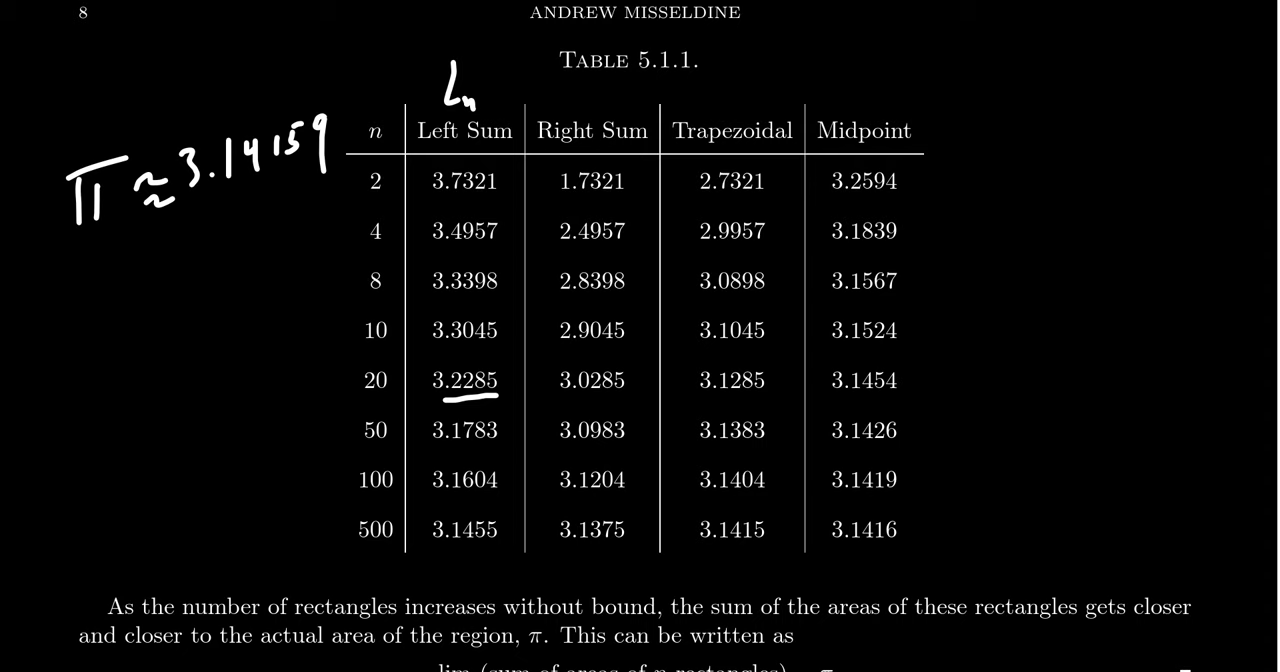 8 ANDREW MISSELDINE
TABLE 5.1.1.
Ln
π ≈ 3.14159
n Left Sum Right Sum Trapezoidal Midpoint
2 3.7321 1.7321 2.7321 3.2594
4 3.4957 2.4957 2.9957 3.1839
8 3.3398 2.8398 3.0898 3.1567
10 3.3045 2.9045 3.1045 3.1524
20 3.2285 3.0285 3.1285 3.1454
50 3.1783 3.0983 3.1383 3.1426
100 3.1604 3.1204 3.1404 3.1419
500 3.1455 3.1375 3.1415 3.1416
As the number of rectangles increases without bound, the sum of the areas of these rectangles gets closer
and closer to the actual area of the region, π. This can be written as
lim (sum of areas of n rectangles)